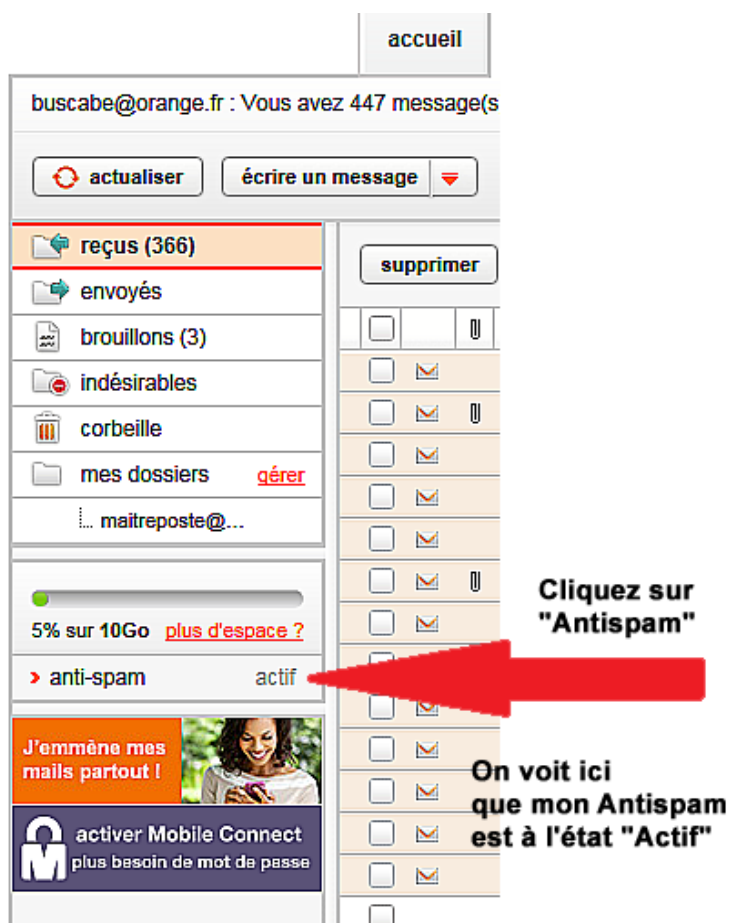 accueil
buscabe@orange.fr : Vous avez 447 message(s
actualiser
écrire un message
reçus (366)
supprimer
envoyés
brouillons (3)
indésirables
corbeille
mes dossiers gérer
maitreposte@...
Cliquez sur
"Antispam"
5% sur 10Go plus d'espace ?
anti-spam actif
J'emmène mes
mails partout !
On voit ici
que mon Antispam
est à l'état "Actif"
activer Mobile Connect
plus besoin de mot de passe